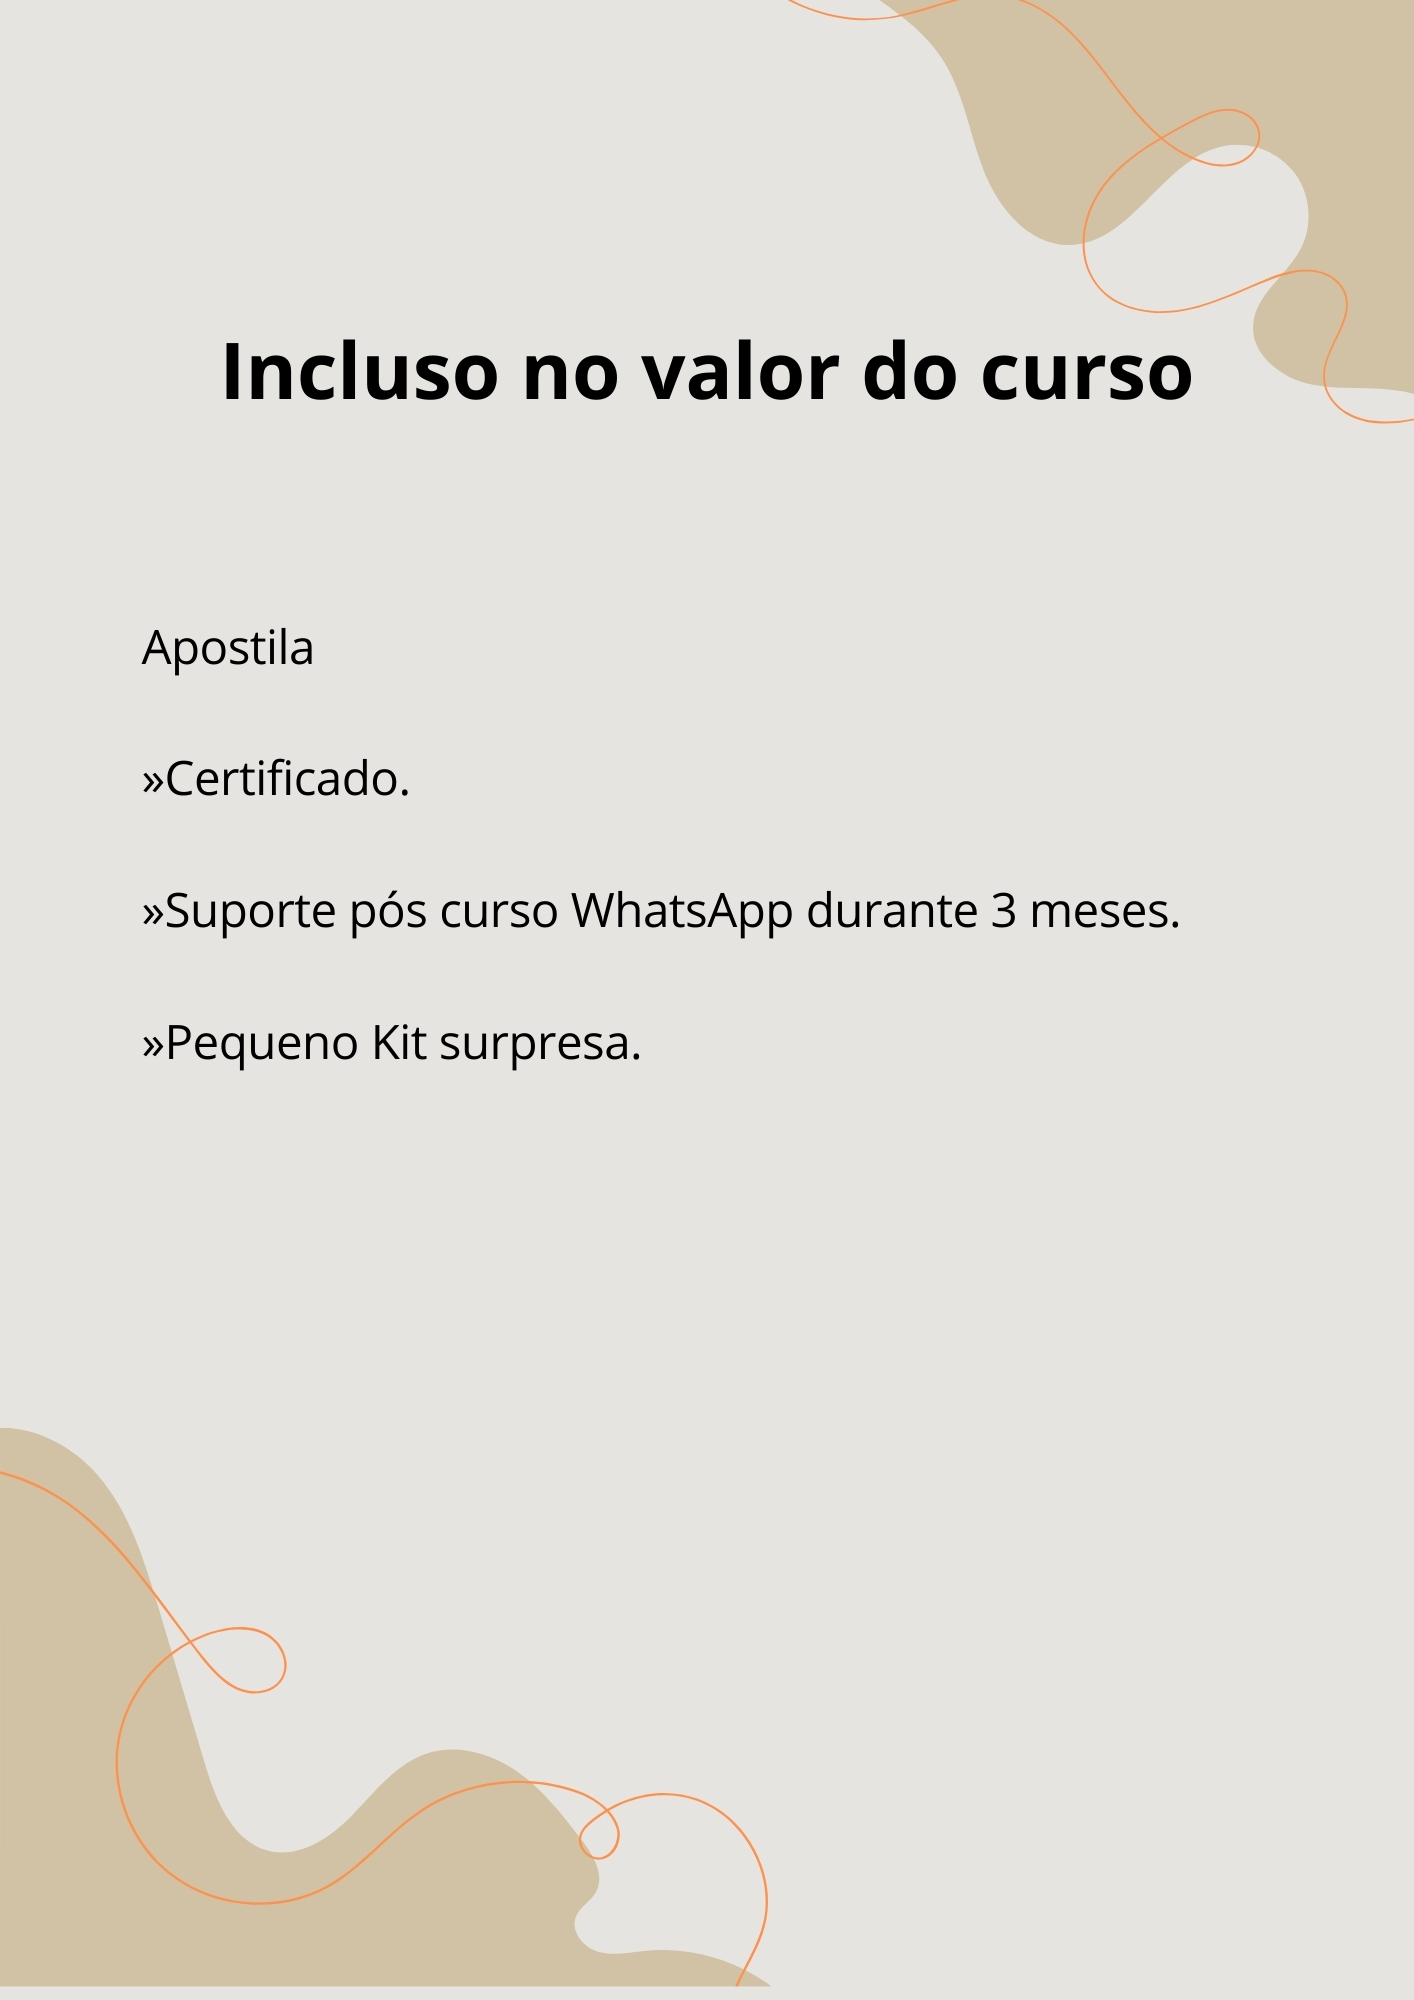 Incluso no valor do curso
Apostila
»Certificado.
»Suporte pós curso WhatsApp durante 3 meses.
»Pequeno Kit surpresa.